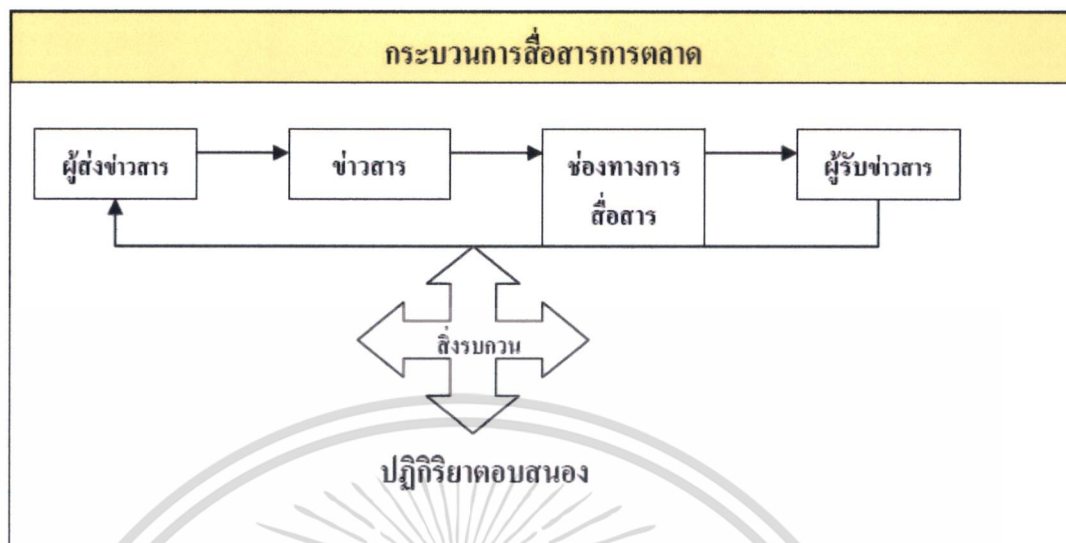 กระบวนการสื่อสารการตลาด
ผู้ส่งข่าวสาร
ข่าวสาร
ช่องทางการ
สื่อสาร
ผู้รับข่าวสาร
สิ่งรบกวน
ปฏิกิริยาตอบสนอง